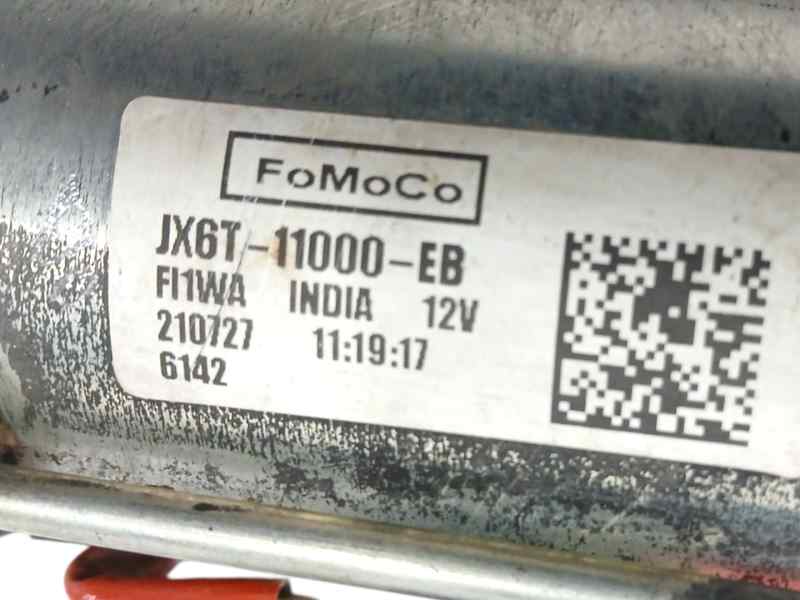 FoMoCo
JX6T-11000-EB
FI1WA INDIA 12V
210727 11:19:17
6142